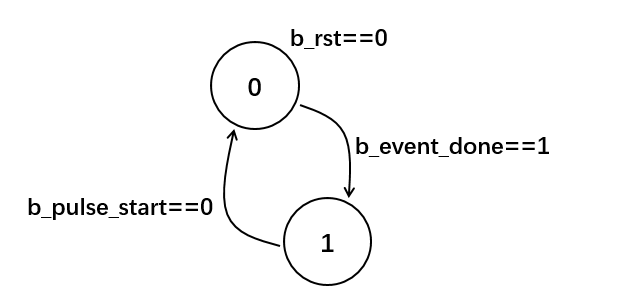 b_rst==0
0
b_event_done==1
b_pulse_start==0
1